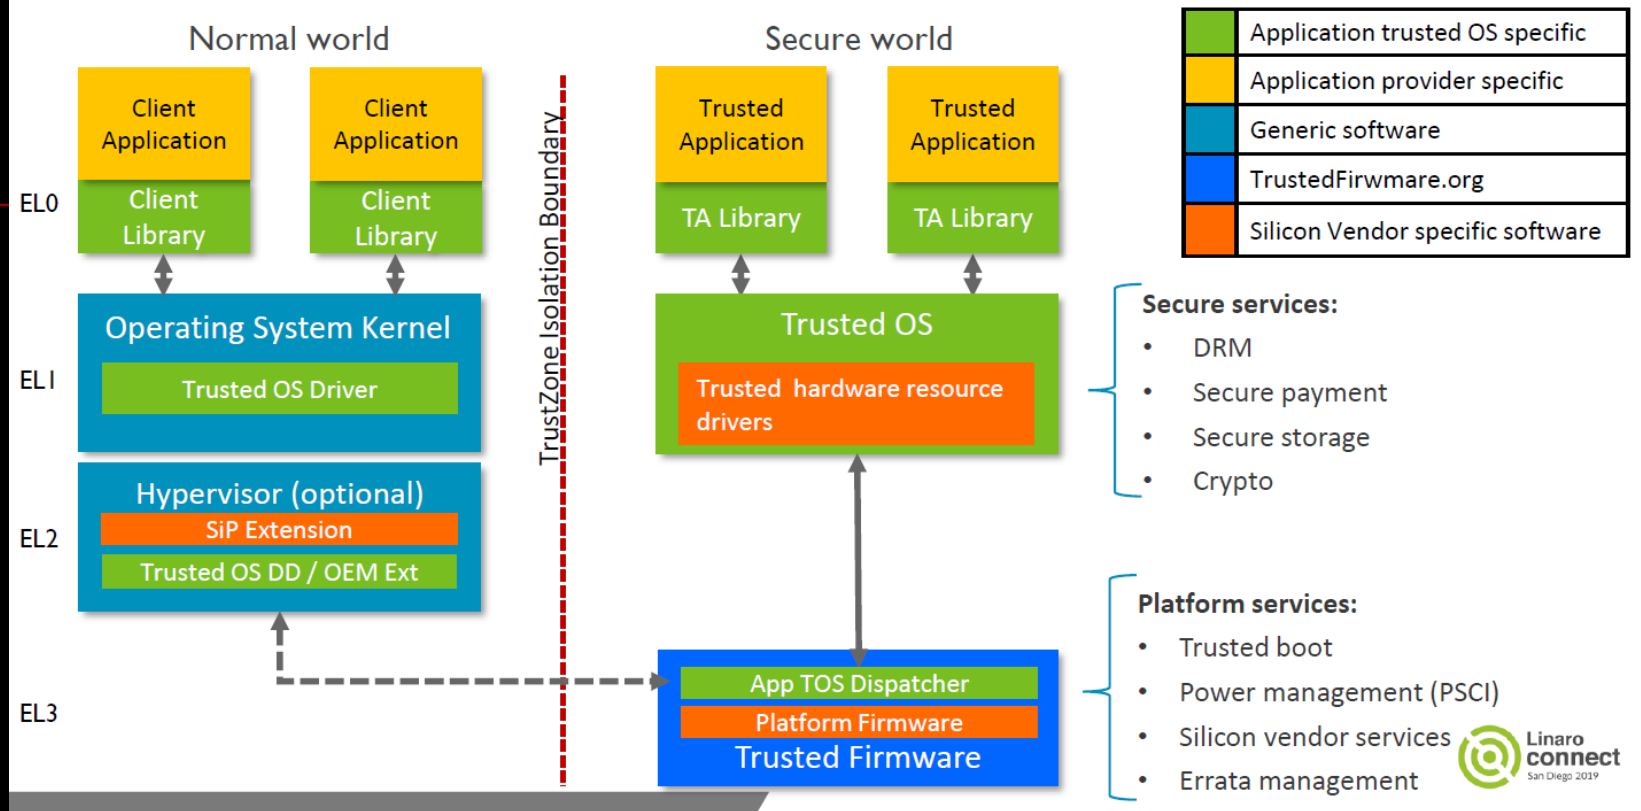 Normal world
Secure world
Client
Application
Client
Application
Client
Library
Client
Library
EL0
Operating System Kernel
Trusted OS Driver
EL1
Hypervisor (optional)
SiP Extension
Trusted OS DD / OEM Ext
EL2
EL3
TrustZone Isolation Boundary
Trusted
Application
Trusted
Application
TA Library
TA Library
Trusted OS
Trusted hardware resource
drivers
App TOS Dispatcher
Platform Firmware
Trusted Firmware
Application trusted OS specific
Application provider specific
Generic software
TrustedFirwmare.org
Silicon Vendor specific software
Secure services:
• DRM
• Secure payment
• Secure storage
• Crypto
Platform services:
• Trusted boot
• Power management (PSCI)
• Silicon vendor services
• Errata management
Linaro
connect
San Diego 2019